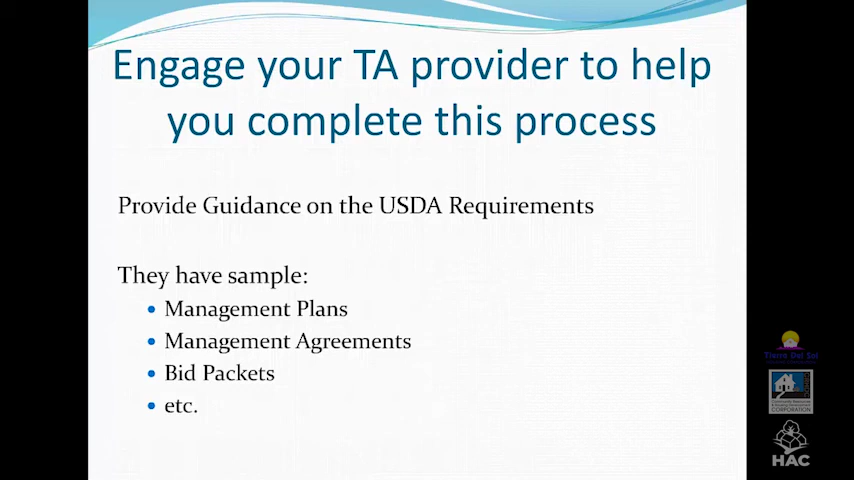 Engage your TA provider to help
you complete this process
Provide Guidance on the USDA Requirements
They have sample:
• Management Plans
• Management Agreements
• Bid Packets
• etc.
Tierra Del Sol
CORPORATION
HAC